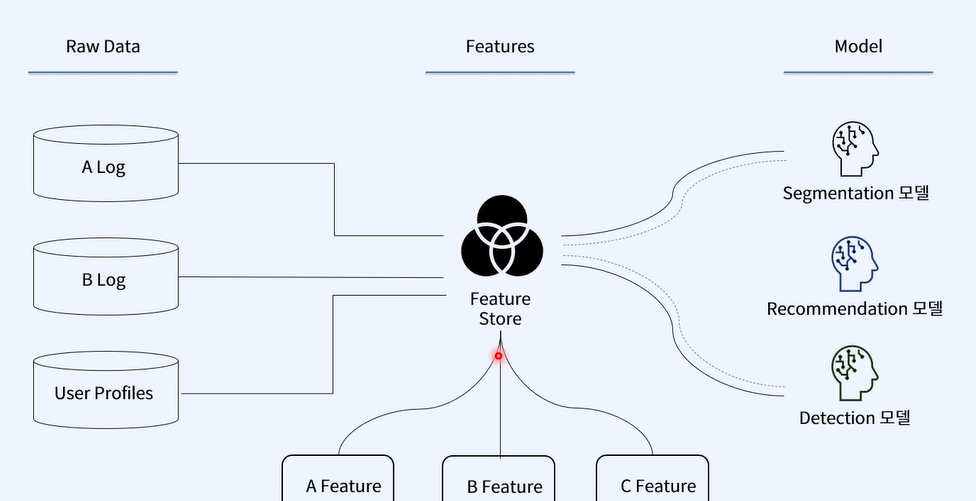 Raw Data
Features
Model
A Log
Segmentation 모델
B Log
Feature
Store
Recommendation 모델
User Profiles
Detection 모델
A Feature
B Feature
C Feature